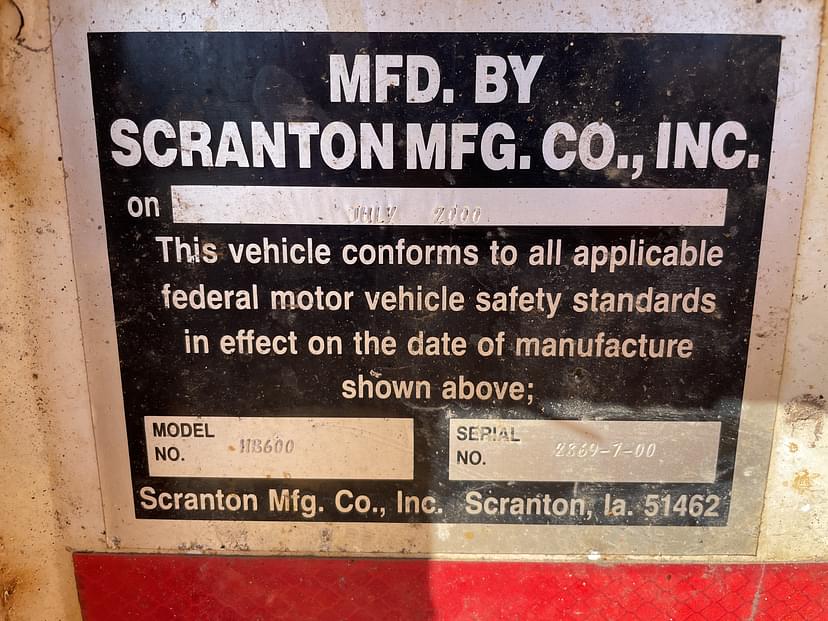 MFD. BY
SCRANTON MFG. CO., INC.
on JULY 2000
This vehicle conforms to all applicable
federal motor vehicle safety standards
in effect on the date of manufacture
shown above;
MODEL
NO. HB600
SERIAL
NO. 2869-7-00
Scranton Mfg. Co., Inc. Scranton, Ia. 51462